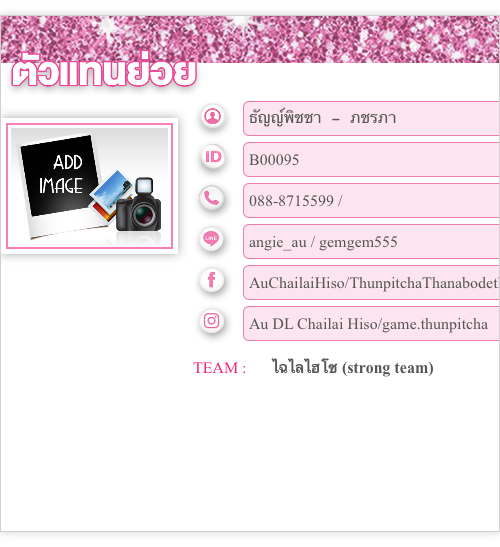 ตัวแทนย่อย
ADD
IMAGE
ธัญญ์พิชชา – ภชรภา
ID B00095
088-8715599 /
LINE angie_au / gemgem555
AuChailaiHiso/ThunpitchaThanabodet
Au DL Chailai Hiso/game.thunpitcha
TEAM : ไฉไลไฮโซ (strong team)